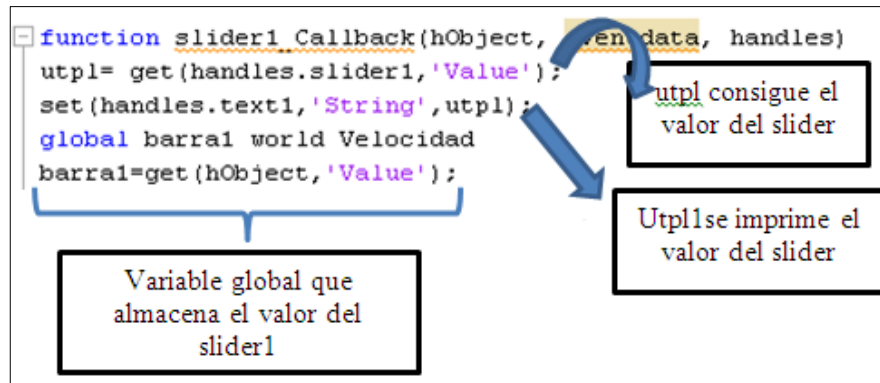 function slider1_Callback(hObject, ventdata, handles)
utpl= get(handles.slider1,'Value');
set(handles.text1,'String',utpl);
global barra1 world Velocidad
barra1=get(hObject,'Value');
utpl consigue el
valor del slider
Utpl1se imprime el
valor del slider
Variable global que
almacena el valor del
slider1